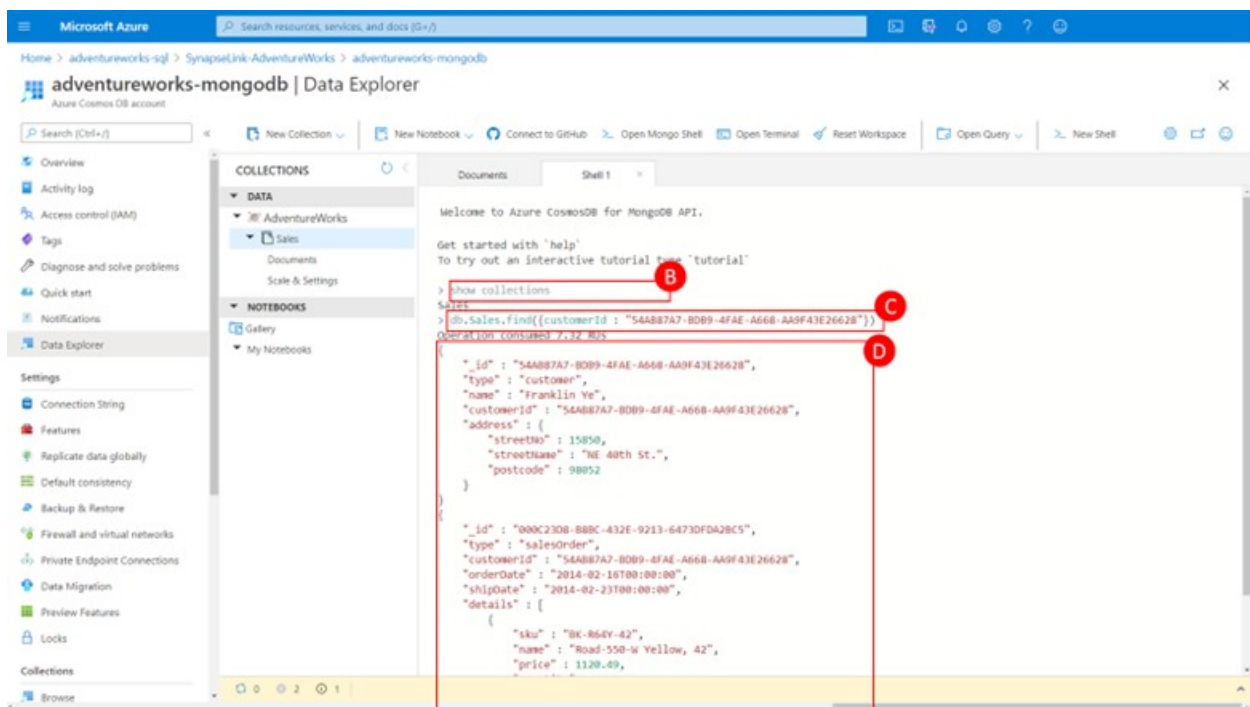 Microsoft Azure
Search resources, services, and docs (G+/)
Home > adventureworks-sql > SynapseLink-AdventureWorks > adventureworks-mongodb
adventureworks-mongodb | Data Explorer
Azure Cosmos DB account
Search (Ctrl+/)
Overview
Activity log
Access control (IAM)
Tags
Diagnose and solve problems
Quick start
Notifications
Data Explorer
Settings
Connection String
Features
Replicate data globally
Default consistency
Backup & Restore
Firewall and virtual networks
Private Endpoint Connections
Data Migration
Preview Features
Locks
Collections
Browse
New Collection
New Notebook
Connect to GitHub
Open Mongo Shell
Open Terminal
Reset Workspace
Open Query
New Shell
COLLECTIONS
DATA
AdventureWorks
Sales
Documents
Scale & Settings
NOTEBOOKS
Gallery
My Notebooks
Documents
Shell 1
Welcome to Azure CosmosDB for MongoDB API.
Get started with `help`
To try out an interactive tutorial type `tutorial`
B
> show collections
Sales
C
> db.Sales.find({customerId : "54AB87A7-BDB9-4FAE-A668-AA9F43E26628"})
Operation consumed 7.32 RUs
D
{
"_id" : "54AB87A7-BDB9-4FAE-A668-AA9F43E26628",
"type" : "customer",
"name" : "Franklin Ye",
"customerId" : "54AB87A7-BDB9-4FAE-A668-AA9F43E26628",
"address" : {
"streetNo" : 15850,
"streetName" : "NE 40th St.",
"postcode" : 98052
}
}
{
"_id" : "000C23D8-B8BC-432E-9213-6473DFDA2BC5",
"type" : "salesOrder",
"customerId" : "54AB87A7-BDB9-4FAE-A668-AA9F43E26628",
"orderDate" : "2014-02-16T00:00:00",
"shipDate" : "2014-02-23T00:00:00",
"details" : [
{
"sku" : "BK-R64Y-42",
"name" : "Road-550-W Yellow, 42",
"price" : 1120.49,
0 2 1